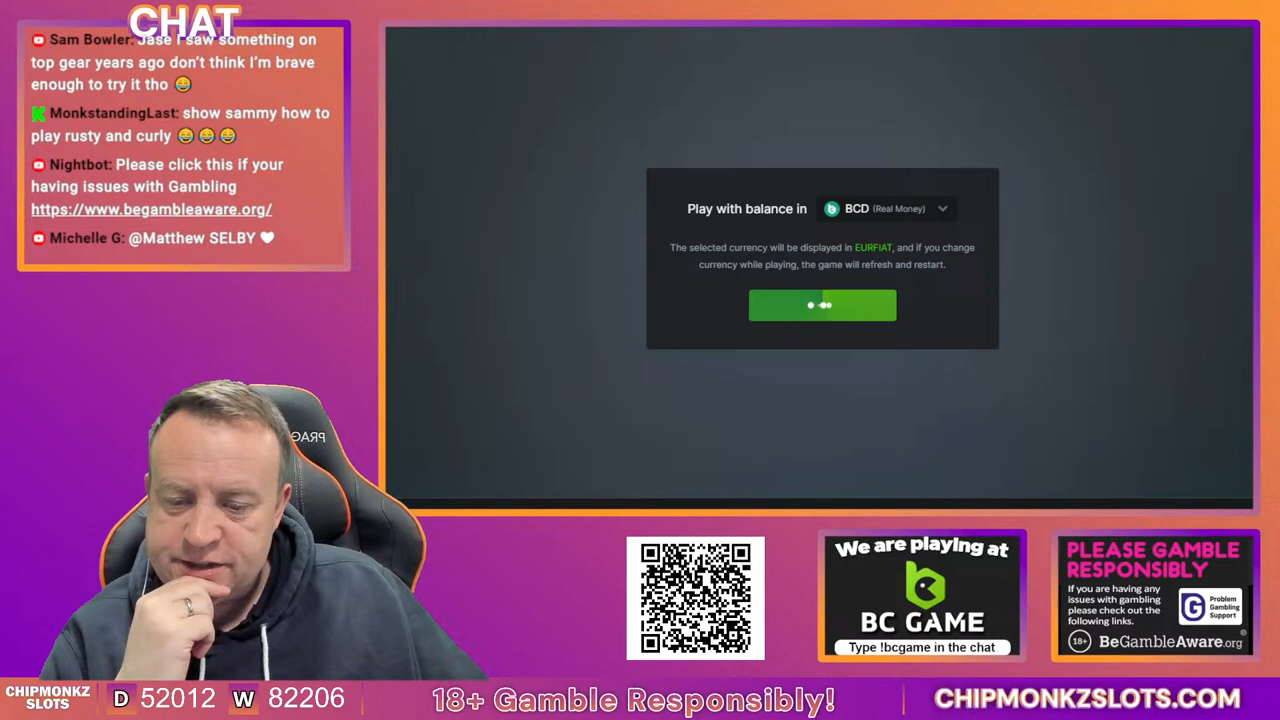 CHAT
Sam Bowler: Jase I saw something on
top gear years ago don't think I'm brave
enough to try it tho 😂
MonkstandingLast: show sammy how to
play rusty and curly 😂😂😂
Nightbot: Please click this if your
having issues with Gambling
https://www.begambleaware.org/
Michelle G: @Matthew SELBY 🤍
Play with balance in BCD (Real Money)
The selected currency will be displayed in EURFIAT, and if you change
currency while playing, the game will refresh and restart.
PRAG
We are playing at
BC GAME
Type !bcgame in the chat
PLEASE GAMBLE
RESPONSIBLY
If you are having any
issues with gambling
please check out the
following links.
G Problem
Gambling
Support
18+ BeGambleAware.org®
CHIPMONKZ
SLOTS
D 52012 W 82206
18+ Gamble Responsibly!
CHIPMONKZSLOTS.COM